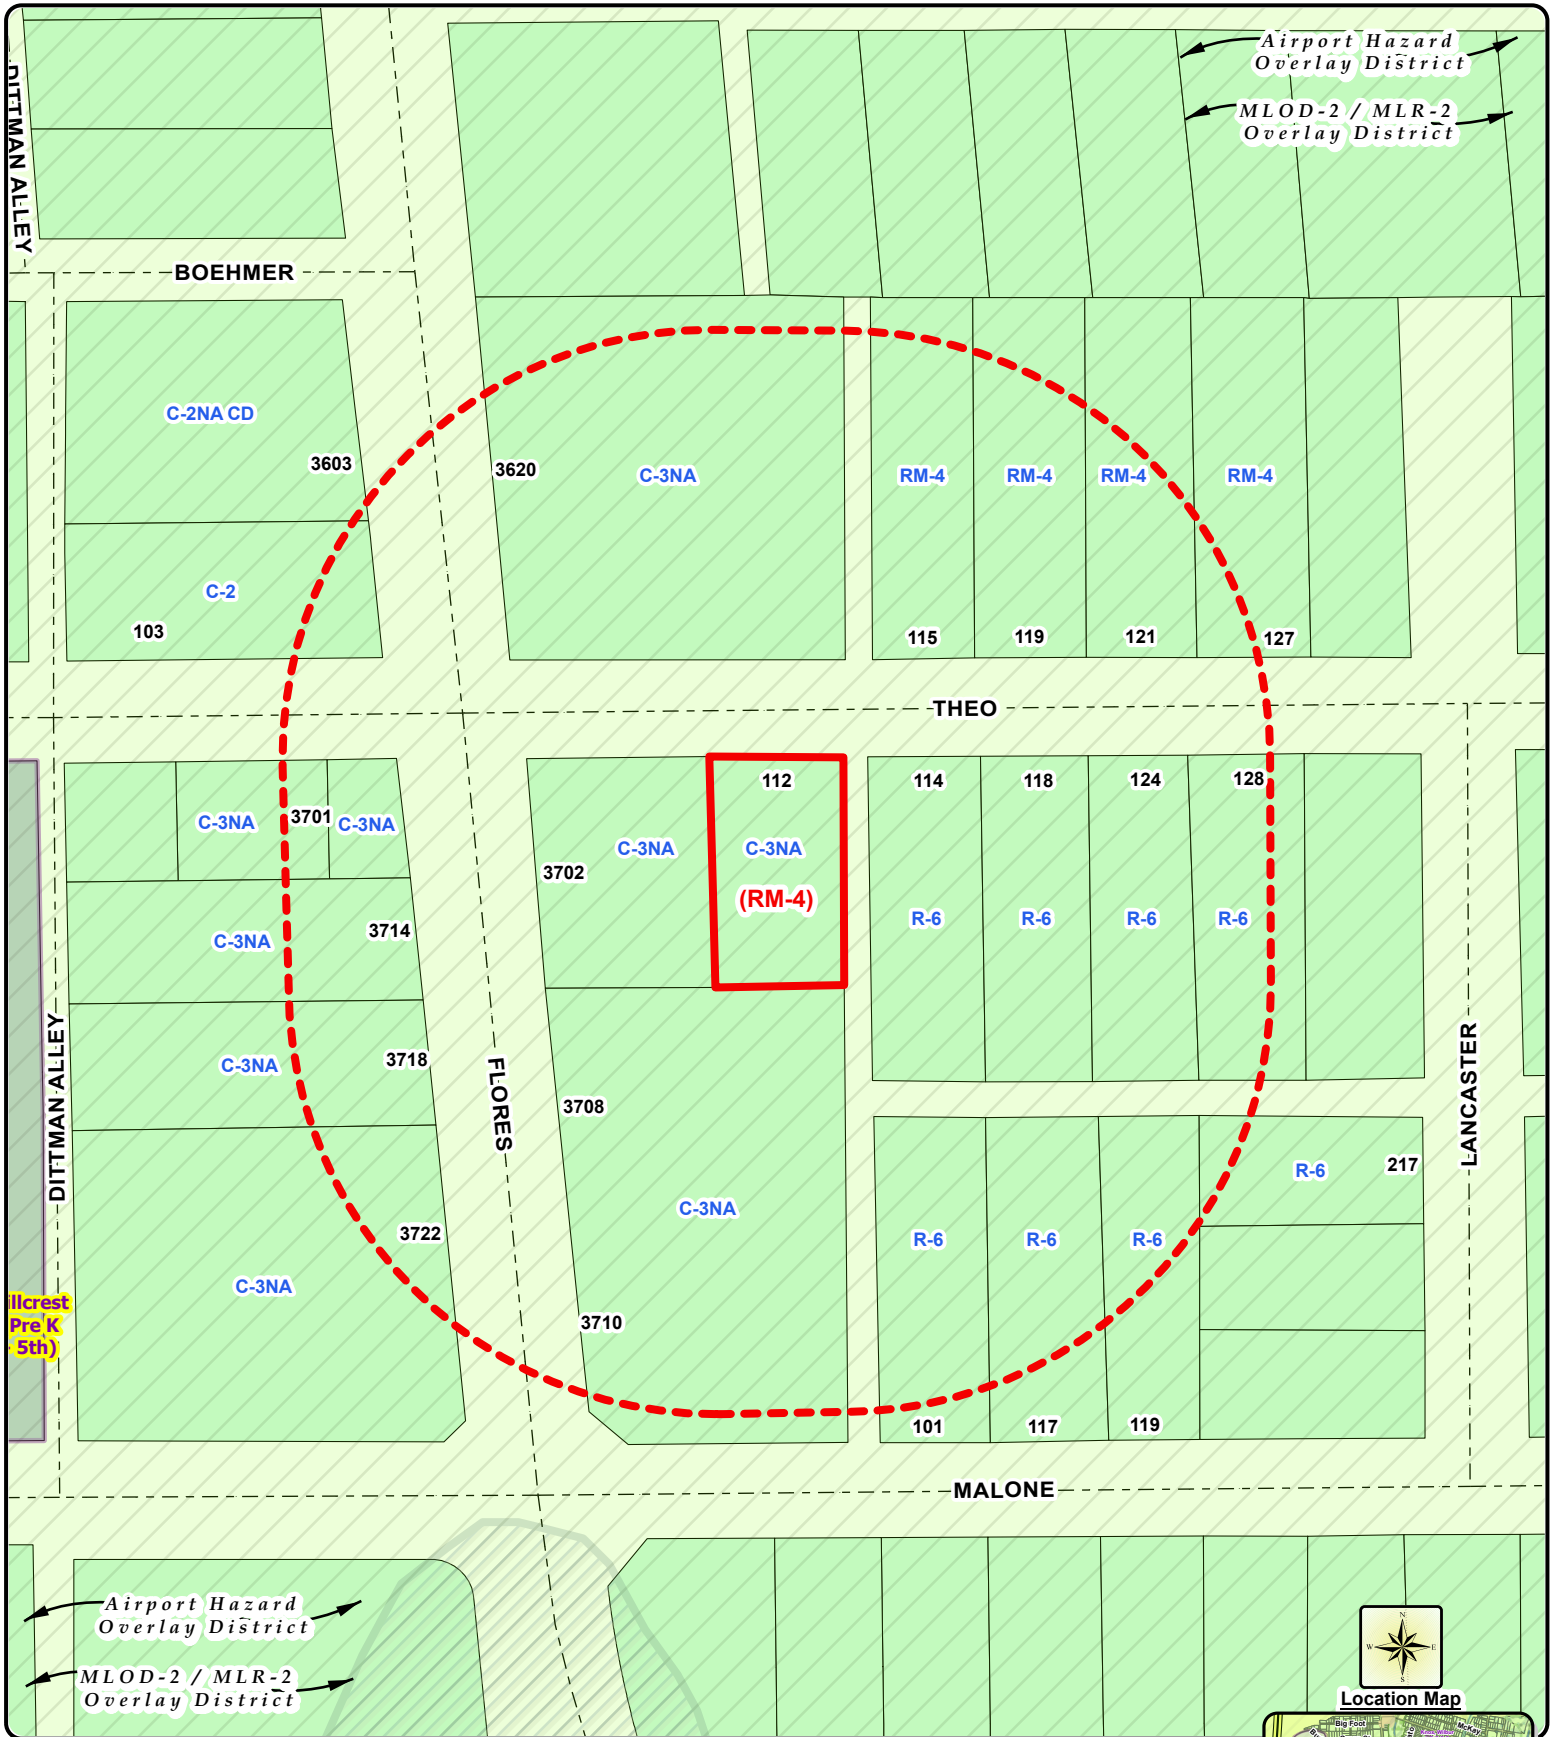 Airport Hazard
Overlay District
MLOD-2 / MLR-2
Overlay District
DITTMAN ALLEY
BOEHMER
C-2NA CD
3603
3620
C-3NA
RM-4
RM-4
RM-4
RM-4
C-2
103
115
119
121
127
THEO
112
114
118
124
128
C-3NA
3701
C-3NA
C-3NA
C-3NA
3702
(RM-4)
R-6
R-6
R-6
R-6
C-3NA
3714
C-3NA
3718
DITTMAN ALLEY
FLORES
LANCASTER
3708
C-3NA
R-6
217
3722
R-6
R-6
R-6
C-3NA
illcrest
Pre K
5th)
3710
101
117
119
MALONE
Airport Hazard
Overlay District
MLOD-2 / MLR-2
Overlay District
N
W
E
S
Location Map
Big Foot
McKay